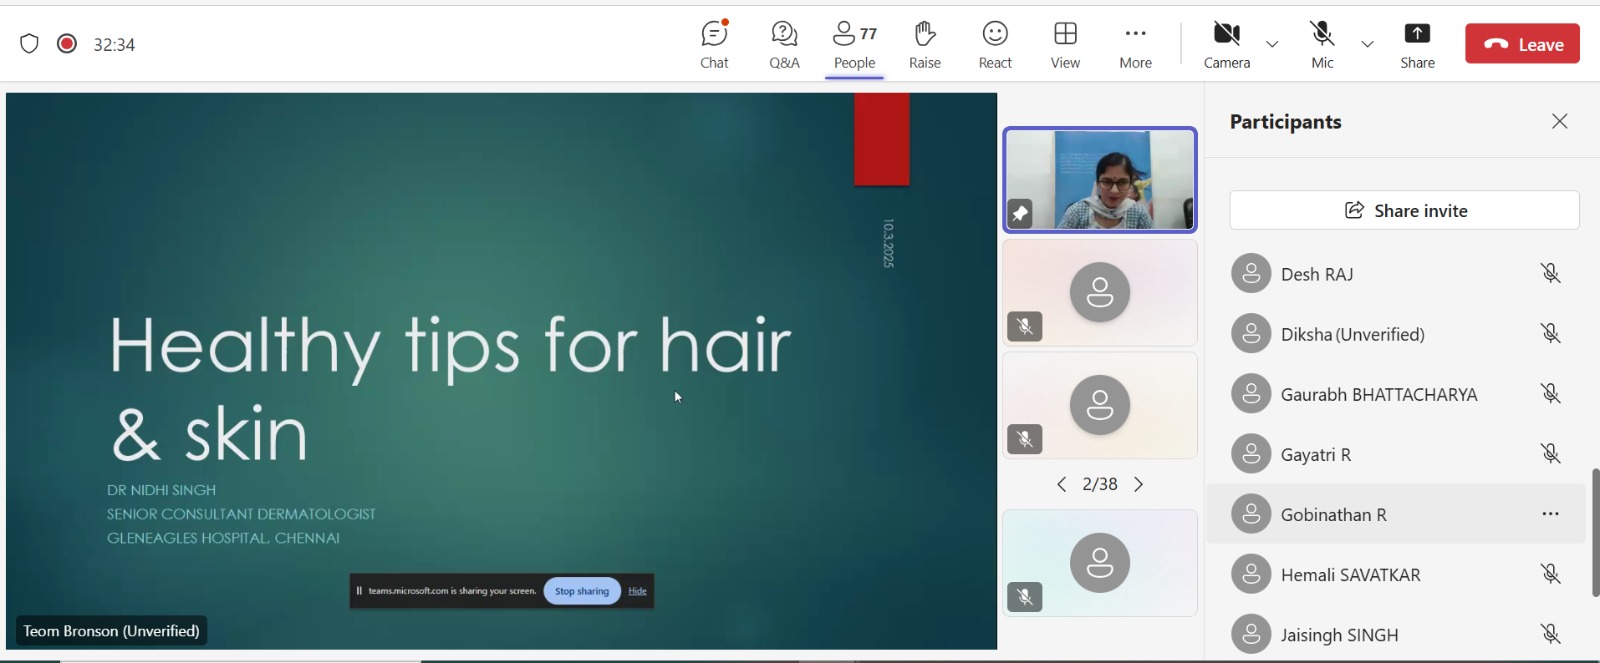 32:34
Chat
Q&A
77
People
Raise
React
View
More
Camera
Mic
Share
Leave
10.3.2025
Healthy tips for hair
& skin
DR NIDHI SINGH
SENIOR CONSULTANT DERMATOLOGIST
GLENEAGLES HOSPITAL, CHENNAI
teams.microsoft.com is sharing your screen.
Stop sharing
Hide
Teom Bronson (Unverified)
2/38
Participants
Share invite
Desh RAJ
Diksha (Unverified)
Gaurabh BHATTACHARYA
Gayatri R
Gobinathan R
Hemali SAVATKAR
Jaisingh SINGH